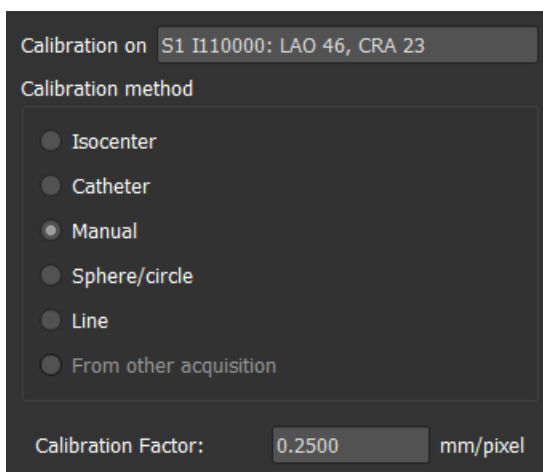 Calibration on S1 I110000: LAO 46, CRA 23
Calibration method
Isocenter
Catheter
Manual
Sphere/circle
Line
From other acquisition
Calibration Factor: 0.2500 mm/pixel